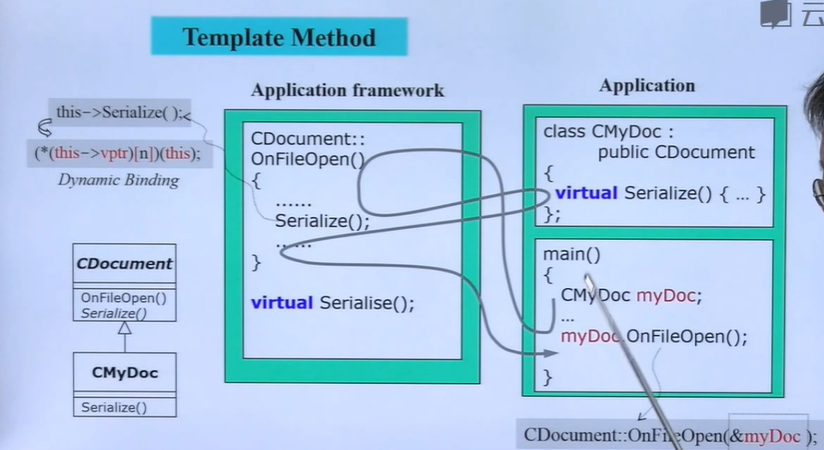 云
Template Method
Application framework
Application
this->Serialize( );
(*(this->vptr)[n])(this);
Dynamic Binding
CDocument::
OnFileOpen()
{
......
Serialize();
......
}
virtual Serialise();
class CMyDoc :
public CDocument
{
virtual Serialize() { ... }
};
main()
{
CMyDoc myDoc;
...
myDoc.OnFileOpen();
}
CDocument::OnFileOpen(&myDoc );
CDocument
OnFileOpen()
Serialize()
CMyDoc
Serialize()